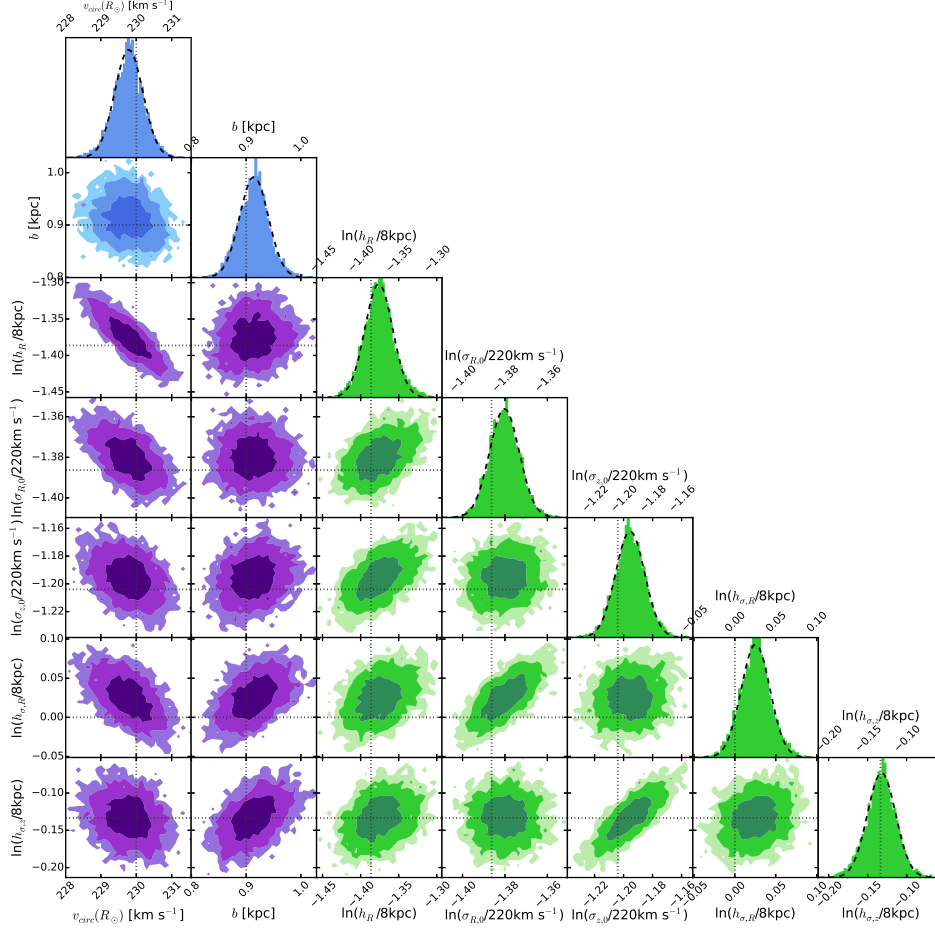 v_circ(R_⊙) [km s⁻¹]
228 229 230 231
b [kpc]
0.8 0.9 1.0
b [kpc]
1.0
0.9
0.8
ln(h_R/8kpc)
−1.45 −1.40 −1.35 −1.30
ln(h_R/8kpc)
−1.30
−1.35
−1.40
−1.45
ln(σ_R,0/220km s⁻¹)
−1.40 −1.38 −1.36
ln(σ_R,0/220km s⁻¹)
−1.36
−1.38
−1.40
ln(σ_z,0/220km s⁻¹)
−1.22 −1.20 −1.18 −1.16
ln(σ_z,0/220km s⁻¹)
−1.16
−1.18
−1.20
−1.22
ln(h_σ,R/8kpc)
−0.05 0.00 0.05 0.10
ln(h_σ,R/8kpc)
0.10
0.05
0.00
−0.05
ln(h_σ,z/8kpc)
−0.20 −0.15 −0.10
ln(h_σ,z/8kpc)
−0.10
−0.15
−0.20
228 229 230 231 0.8 0.9 1.0 −1.45 −1.40 −1.35 −1.30 −1.40 −1.38 −1.36 −1.22 −1.20 −1.18 −1.16 −0.05 0.00 0.05 0.10 −0.20 −0.15 −0.10
v_circ(R_⊙) [km s⁻¹] b [kpc] ln(h_R/8kpc) ln(σ_R,0/220km s⁻¹) ln(σ_z,0/220km s⁻¹) ln(h_σ,R/8kpc) ln(h_σ,z/8kpc)